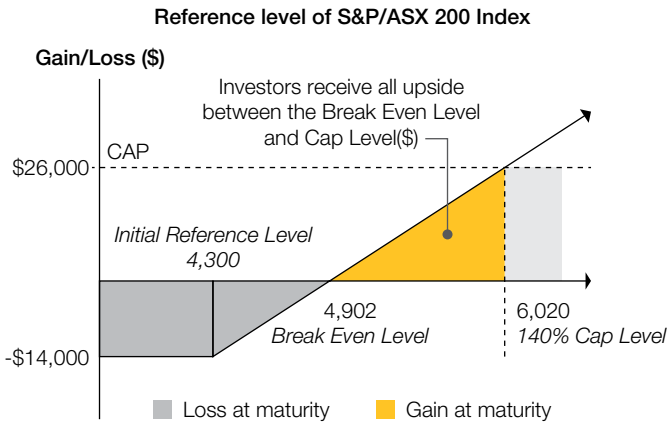 Reference level of S&P/ASX 200 Index
Gain/Loss ($)
Investors receive all upside
between the Break Even Level
and Cap Level($)
CAP
$26,000
Initial Reference Level
4,300
4,902
Break Even Level
6,020
140% Cap Level
-$14,000
Loss at maturity
Gain at maturity